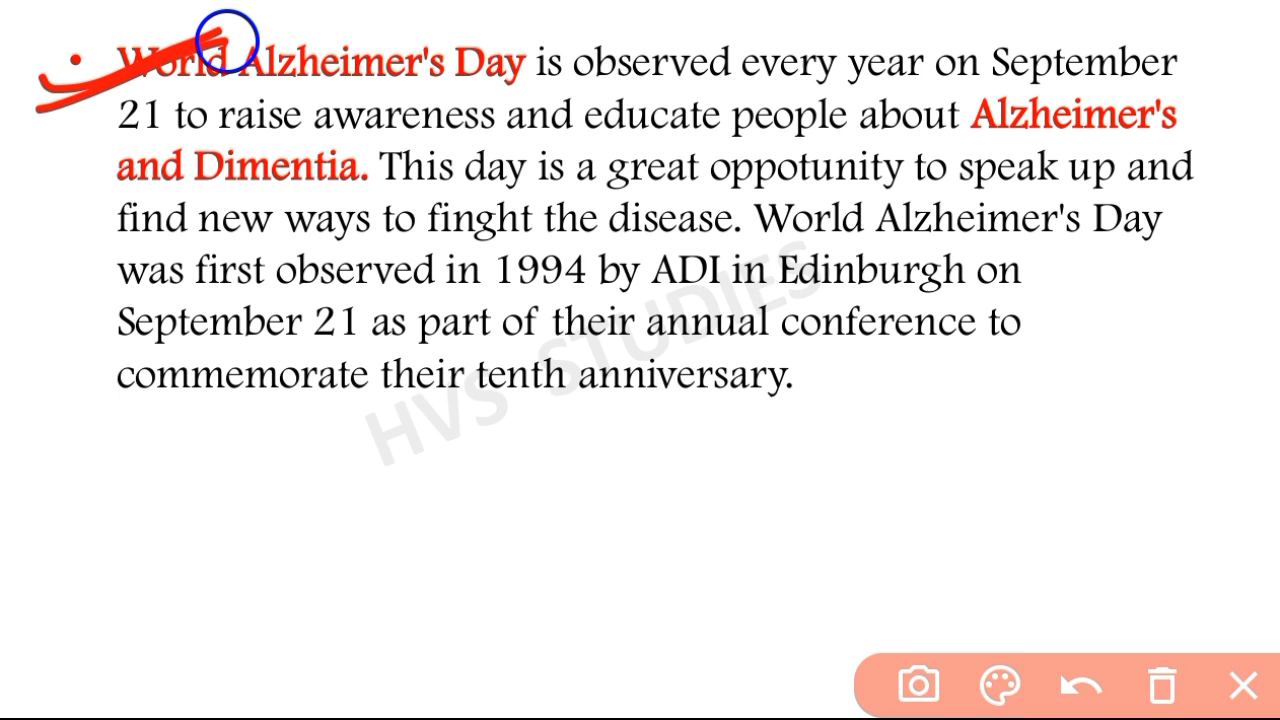 • World Alzheimer's Day is observed every year on September
21 to raise awareness and educate people about Alzheimer's
and Dimentia. This day is a great oppotunity to speak up and
find new ways to finght the disease. World Alzheimer's Day
was first observed in 1994 by ADI in Edinburgh on
September 21 as part of their annual conference to
commemorate their tenth anniversary.
HVS STUDIES